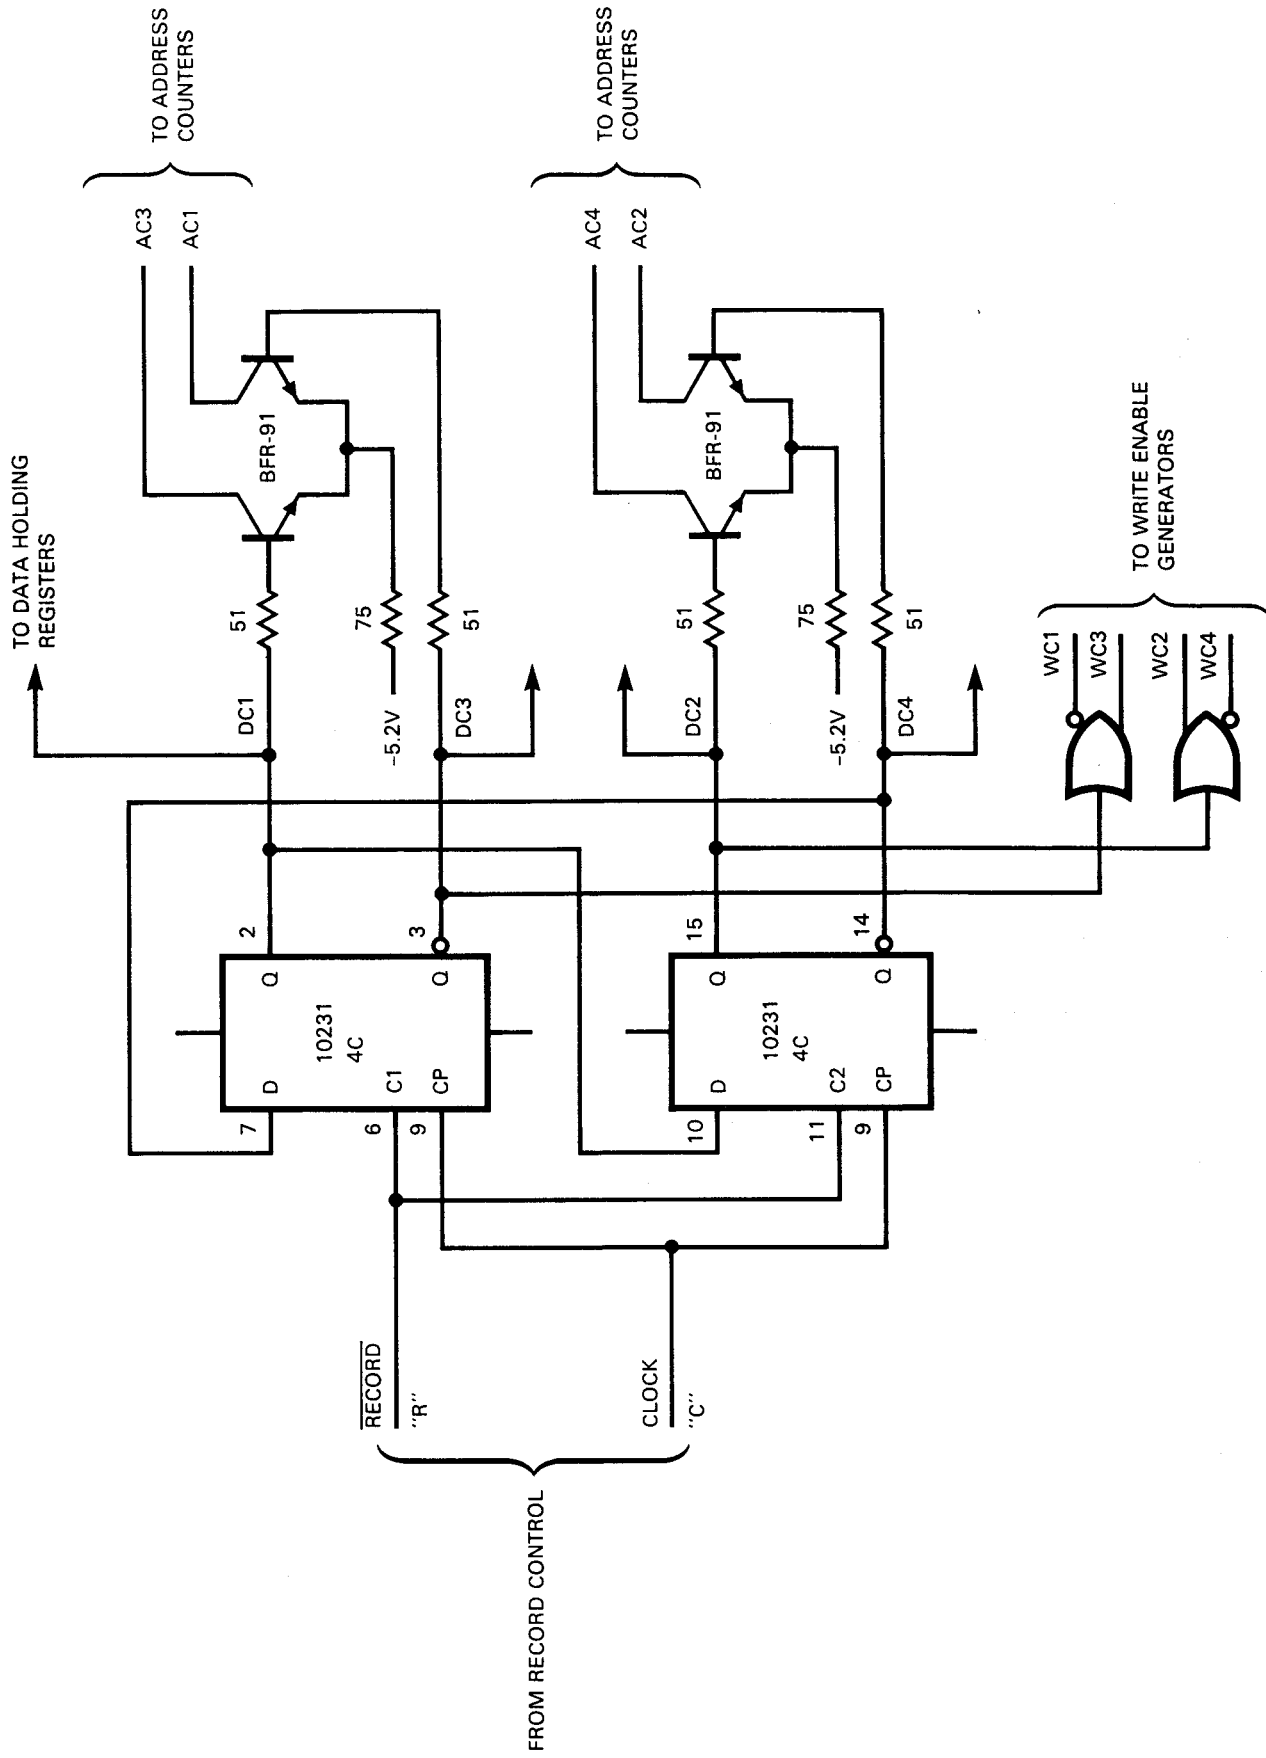 FROM RECORD CONTROL
RECORD
"R"
CLOCK
"C"
7
6
9
D
C1
CP
10231
4C
Q
Q
2
3
10
11
9
D
C2
CP
10231
4C
Q
Q
15
14
TO DATA HOLDING
REGISTERS
DC1
51
-5.2V
75
DC3
51
BFR-91
AC3
AC1
TO ADDRESS
COUNTERS
DC2
51
-5.2V
75
DC4
51
BFR-91
AC4
AC2
TO ADDRESS
COUNTERS
WC1
WC3
WC2
WC4
TO WRITE ENABLE
GENERATORS